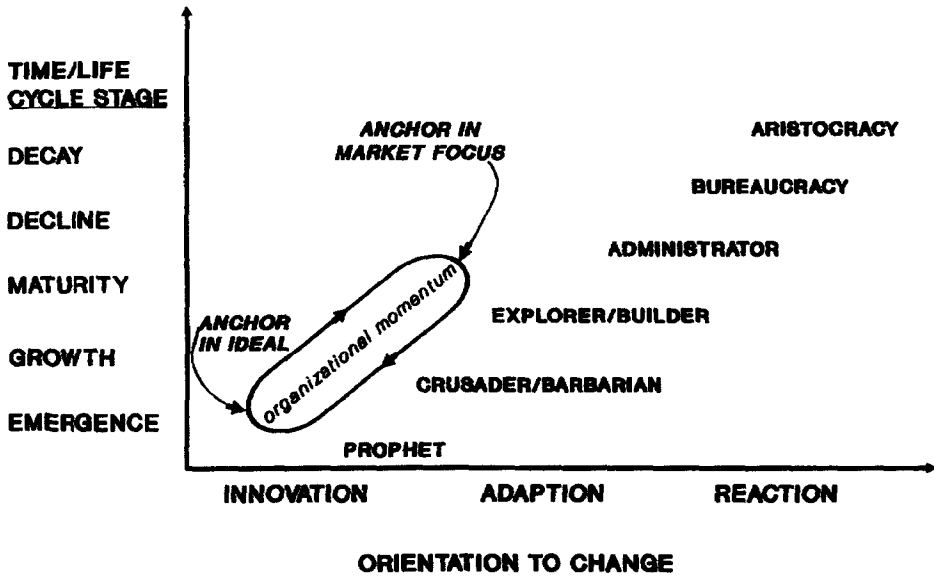 TIME/LIFE
CYCLE STAGE
DECAY
DECLINE
MATURITY
GROWTH
EMERGENCE
ANCHOR IN
MARKET FOCUS
ANCHOR
IN IDEAL
organizational momentum
ARISTOCRACY
BUREAUCRACY
ADMINISTRATOR
EXPLORER/BUILDER
CRUSADER/BARBARIAN
PROPHET
INNOVATION ADAPTION REACTION
ORIENTATION TO CHANGE